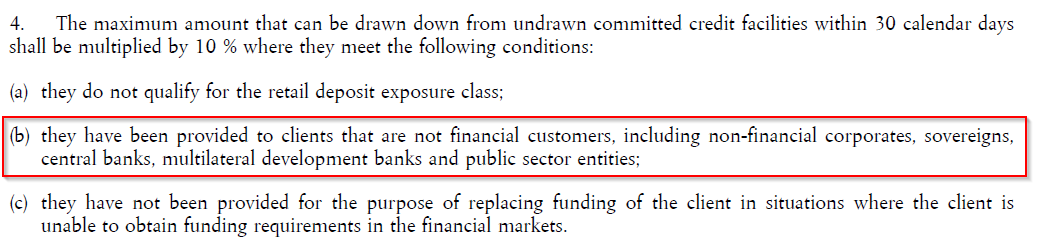 4. The maximum amount that can be drawn down from undrawn committed credit facilities within 30 calendar days
shall be multiplied by 10 % where they meet the following conditions:
(a) they do not qualify for the retail deposit exposure class;
(b) they have been provided to clients that are not financial customers, including non-financial corporates, sovereigns,
central banks, multilateral development banks and public sector entities;
(c) they have not been provided for the purpose of replacing funding of the client in situations where the client is
unable to obtain funding requirements in the financial markets.